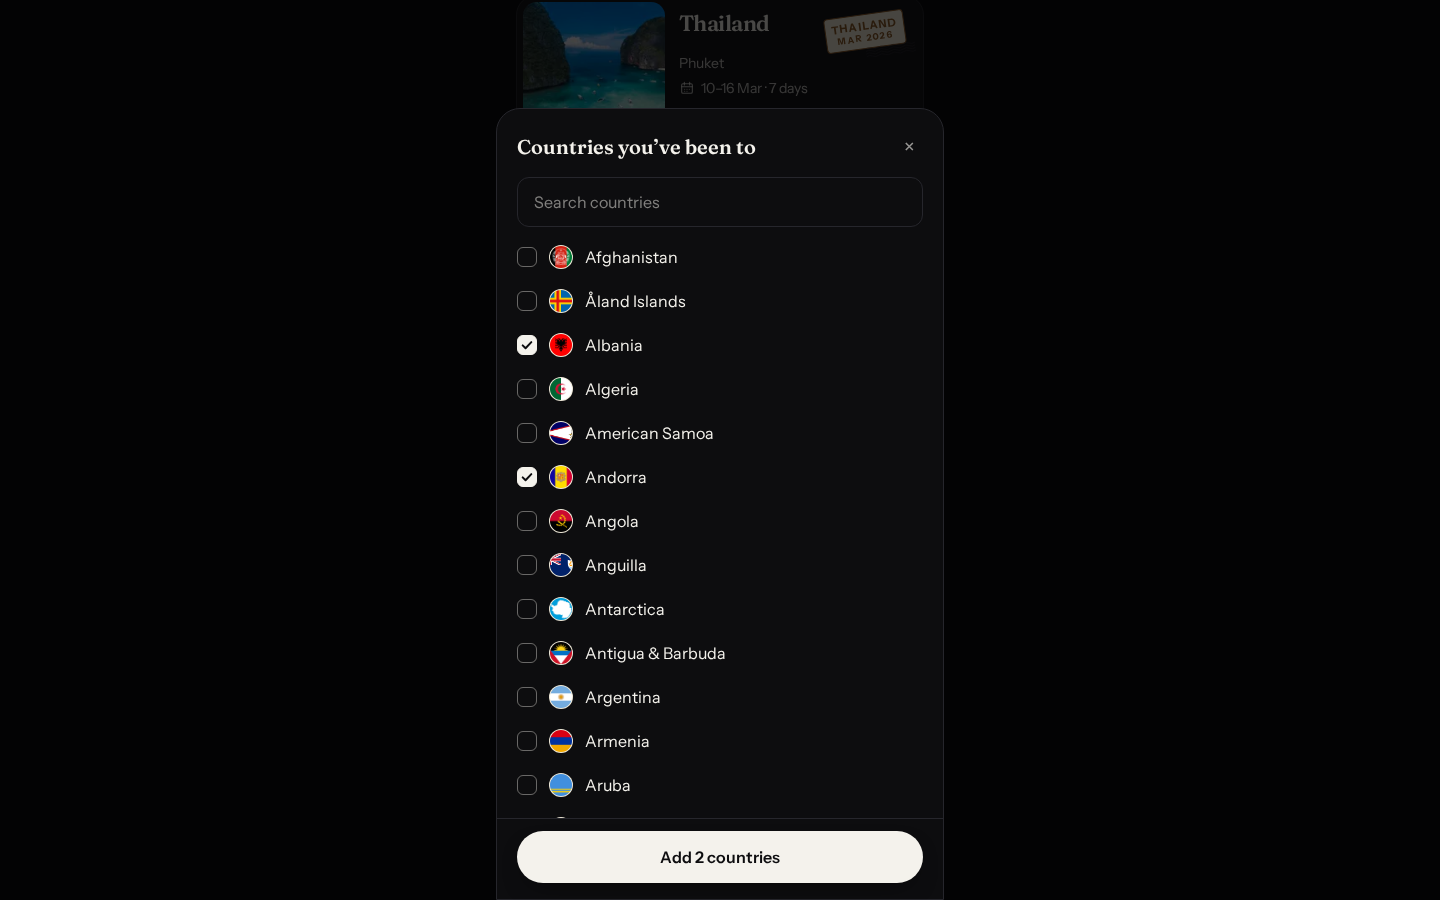 Thailand
THAILAND
MAR 2026
Phuket
10–16 Mar · 7 days
Countries you’ve been to
Search countries
Afghanistan
Åland Islands
Albania
Algeria
American Samoa
Andorra
Angola
Anguilla
Antarctica
Antigua & Barbuda
Argentina
Armenia
Aruba
Add 2 countries